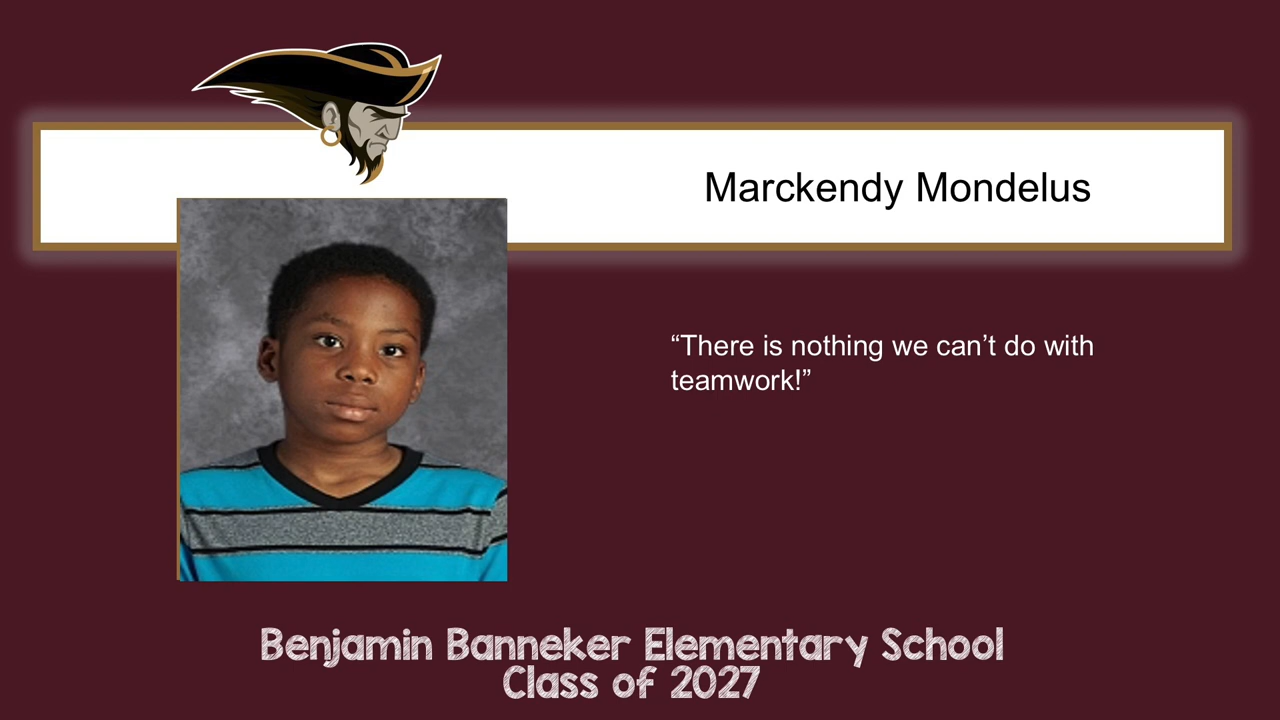 Marckendy Mondelus
“There is nothing we can’t do with
teamwork!”
Benjamin Banneker Elementary School
Class of 2027